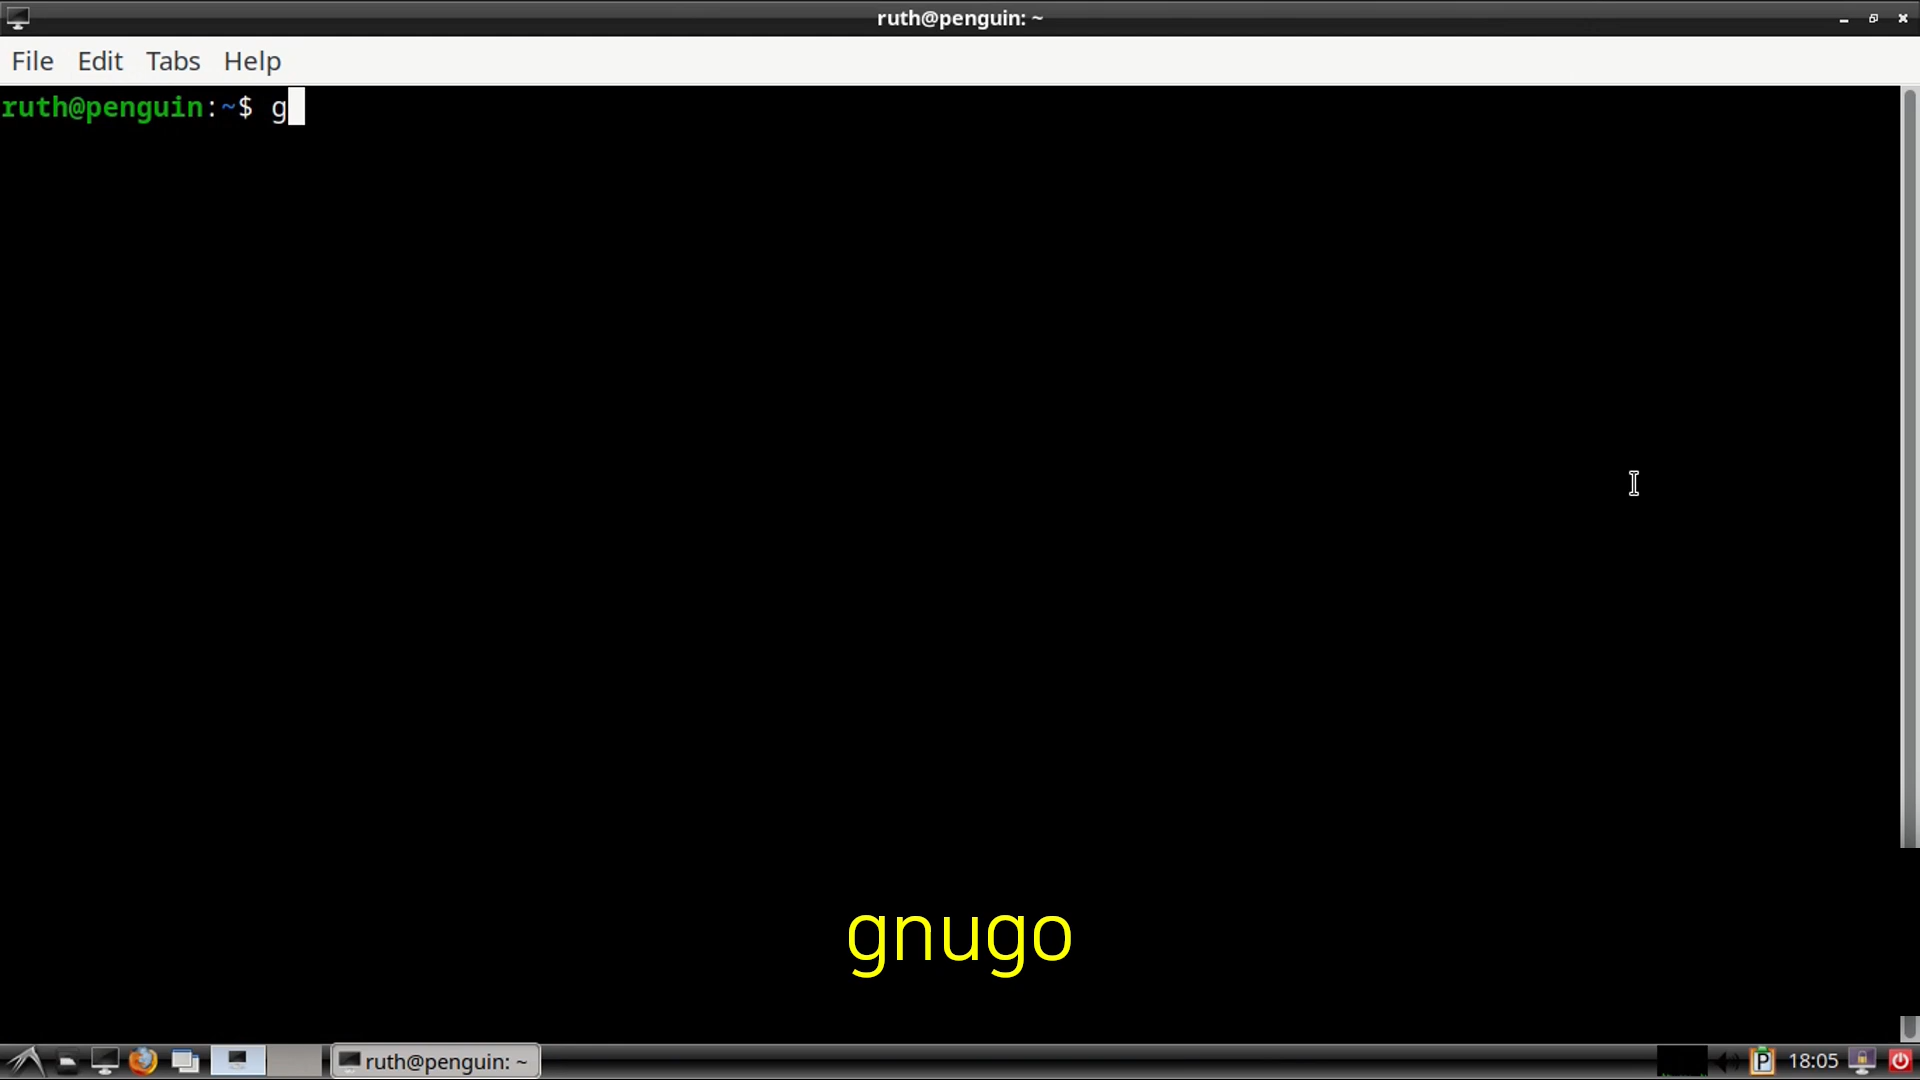 ruth@penguin: ~
File Edit Tabs Help
ruth@penguin:~$ g
gnugo
ruth@penguin: ~
P
18:05